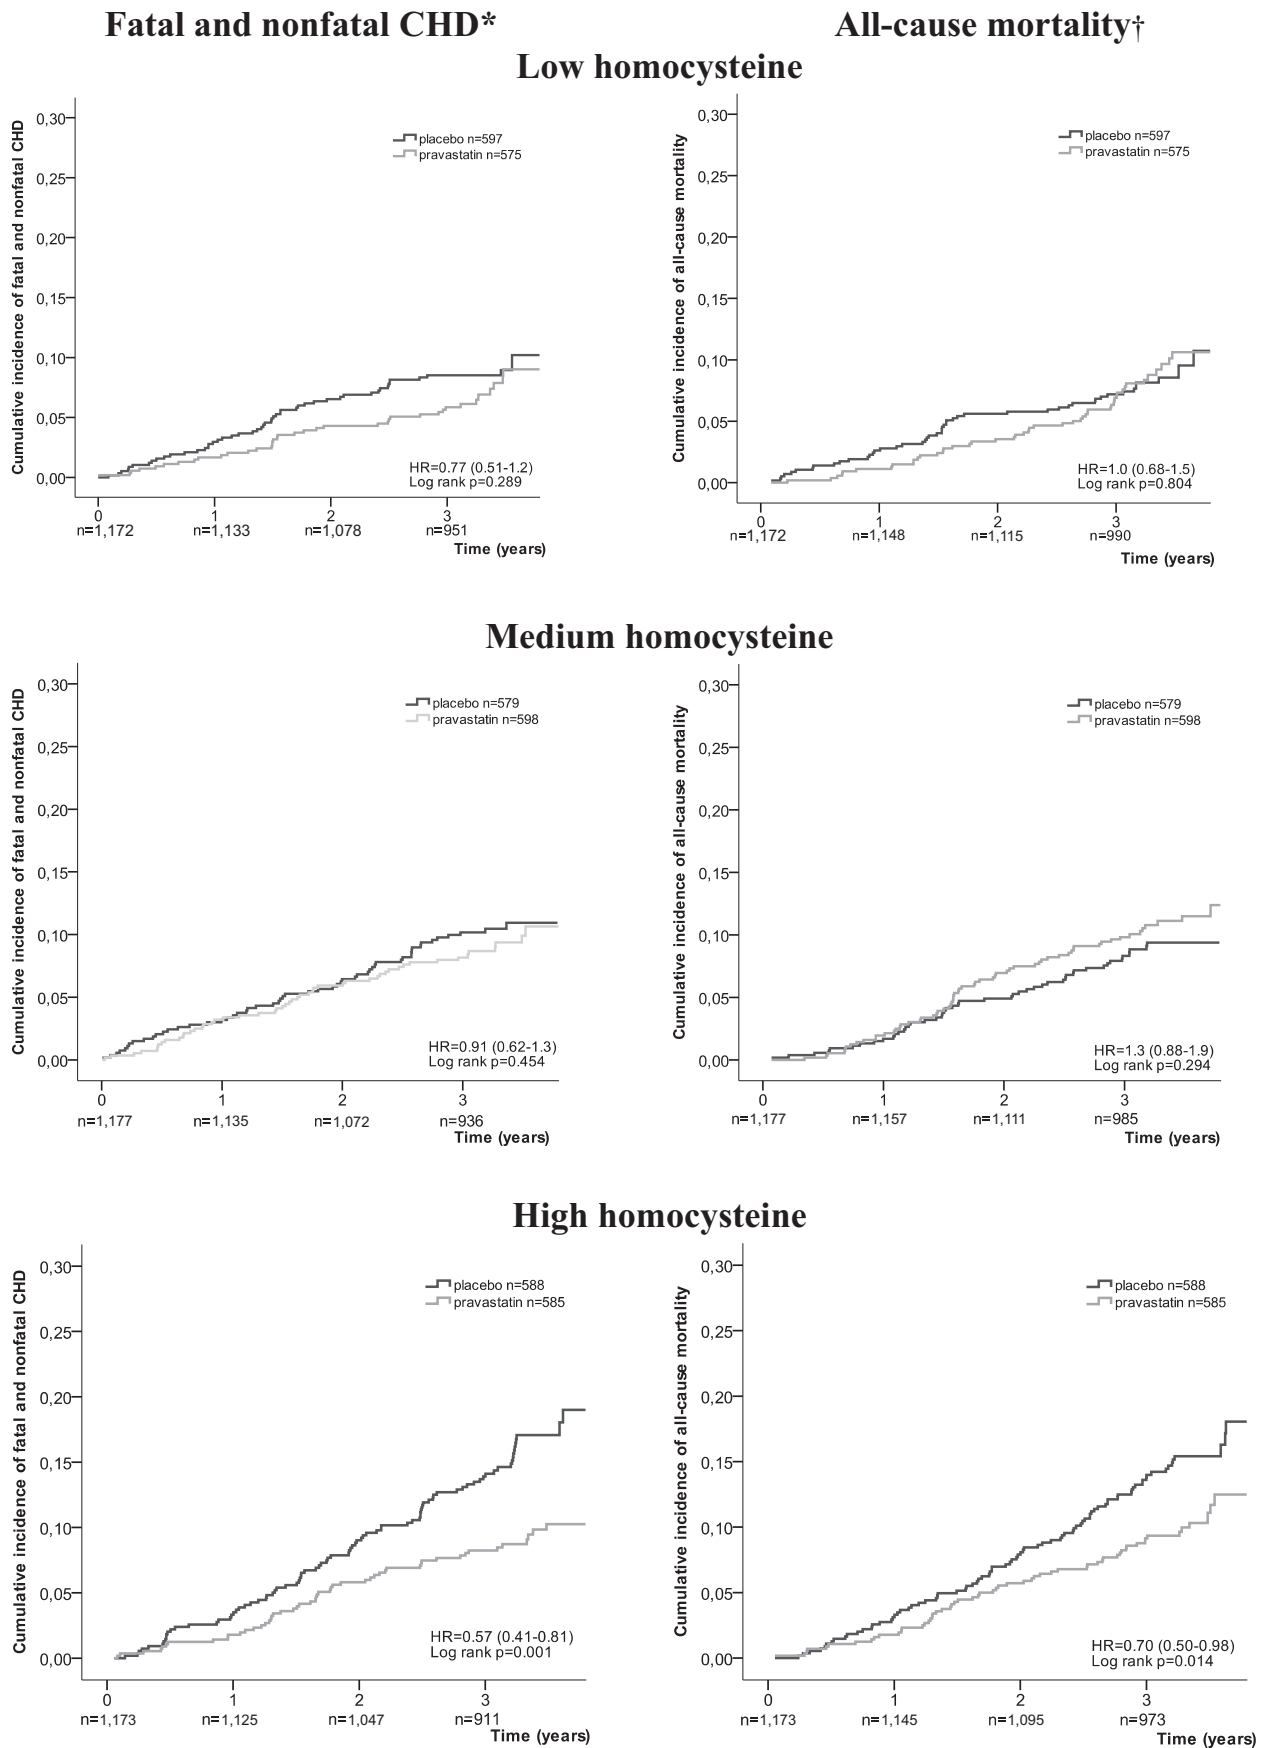 Fatal and nonfatal CHD*
All-cause mortality†
Low homocysteine
Cumulative incidence of fatal and nonfatal CHD
0,30
0,25
0,20
0,15
0,10
0,05
0,00
placebo n=597
pravastatin n=575
HR=0.77 (0.51-1.2)
Log rank p=0.289
0 1 2 3
n=1,172 n=1,133 n=1,078 n=951
Time (years)
Cumulative incidence of all-cause mortality
0,30
0,25
0,20
0,15
0,10
0,05
0,00
placebo n=597
pravastatin n=575
HR=1.0 (0.68-1.5)
Log rank p=0.804
0 1 2 3
n=1,172 n=1,148 n=1,115 n=990
Time (years)
Medium homocysteine
Cumulative incidence of fatal and nonfatal CHD
0,30
0,25
0,20
0,15
0,10
0,05
0,00
placebo n=579
pravastatin n=598
HR=0.91 (0.62-1.3)
Log rank p=0.454
0 1 2 3
n=1,177 n=1,135 n=1,072 n=936
Time (years)
Cumulative incidence of all-cause mortality
0,30
0,25
0,20
0,15
0,10
0,05
0,00
placebo n=579
pravastatin n=598
HR=1.3 (0.88-1.9)
Log rank p=0.294
0 1 2 3
n=1,177 n=1,157 n=1,111 n=985
Time (years)
High homocysteine
Cumulative incidence of fatal and nonfatal CHD
0,30
0,25
0,20
0,15
0,10
0,05
0,00
placebo n=588
pravastatin n=585
HR=0.57 (0.41-0.81)
Log rank p=0.001
0 1 2 3
n=1,173 n=1,125 n=1,047 n=911
Time (years)
Cumulative incidence of all-cause mortality
0,30
0,25
0,20
0,15
0,10
0,05
0,00
placebo n=588
pravastatin n=585
HR=0.70 (0.50-0.98)
Log rank p=0.014
0 1 2 3
n=1,173 n=1,145 n=1,095 n=973
Time (years)